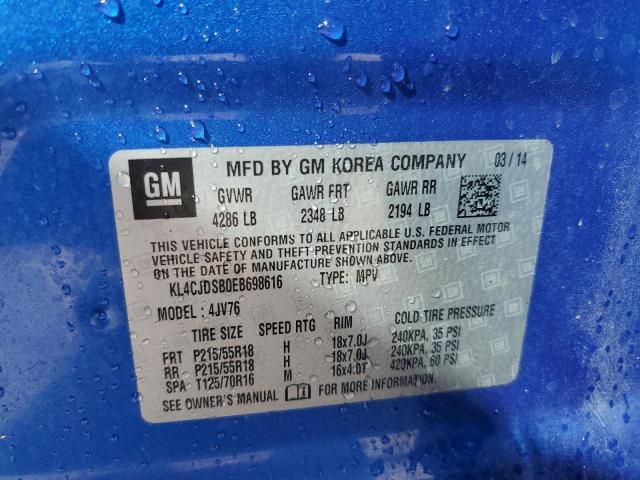 GM
MFD BY GM KOREA COMPANY 03/14
GVWR GAWR FRT GAWR RR
4286 LB 2348 LB 2194 LB
THIS VEHICLE CONFORMS TO ALL APPLICABLE U.S. FEDERAL MOTOR
VEHICLE SAFETY AND THEFT PREVENTION STANDARDS IN EFFECT
ON THE DATE OF MANUFACTURE SHOWN ABOVE.
KL4CJDSB0EB698616 TYPE: MPV
MODEL: 4JV76
TIRE SIZE SPEED RTG RIM COLD TIRE PRESSURE
FRT P215/55R18 H 18x7.0J 240KPA, 35 PSI
RR P215/55R18 H 18x7.0J 240KPA, 35 PSI
SPA T125/70R16 M 16x4.0T 420KPA, 60 PSI
SEE OWNER'S MANUAL FOR MORE INFORMATION